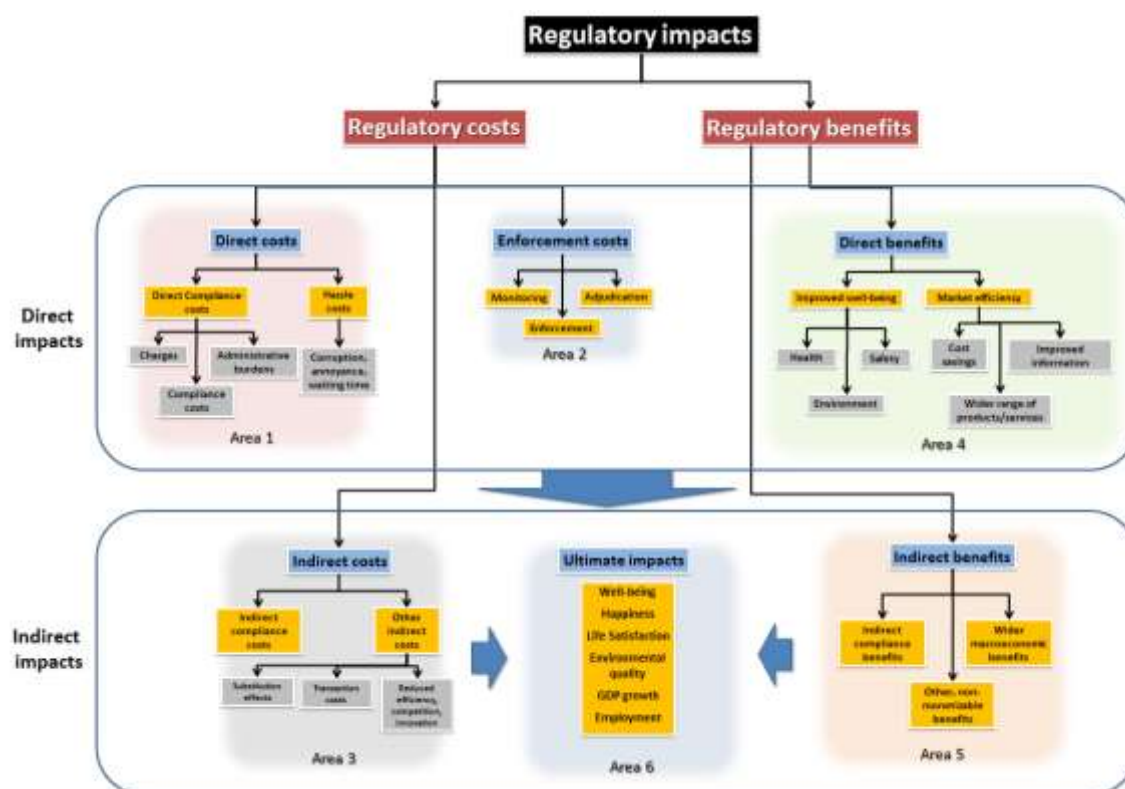 Regulatory impacts
Regulatory costs
Regulatory benefits
Direct
impacts
Direct costs
Direct Compliance
costs
Hassle
costs
Charges
Administrative
burdens
Compliance
costs
Corruption,
annoyance,
waiting time
Area 1
Enforcement costs
Monitoring
Adjudication
Enforcement
Area 2
Direct benefits
Improved well-being
Market efficiency
Health
Safety
Environment
Cost
savings
Improved
information
Wider range of
products/services
Area 4
Indirect
impacts
Indirect costs
Indirect
compliance
costs
Other
indirect
costs
Substitution
effects
Transaction
costs
Reduced
efficiency,
competition,
innovation
Area 3
Ultimate impacts
Well-being
Happiness
Life Satisfaction
Environmental
quality
GDP growth
Employment
Area 6
Indirect benefits
Indirect
compliance
benefits
Wider
macroeconomic
benefits
Other, non-
monetizable
benefits
Area 5